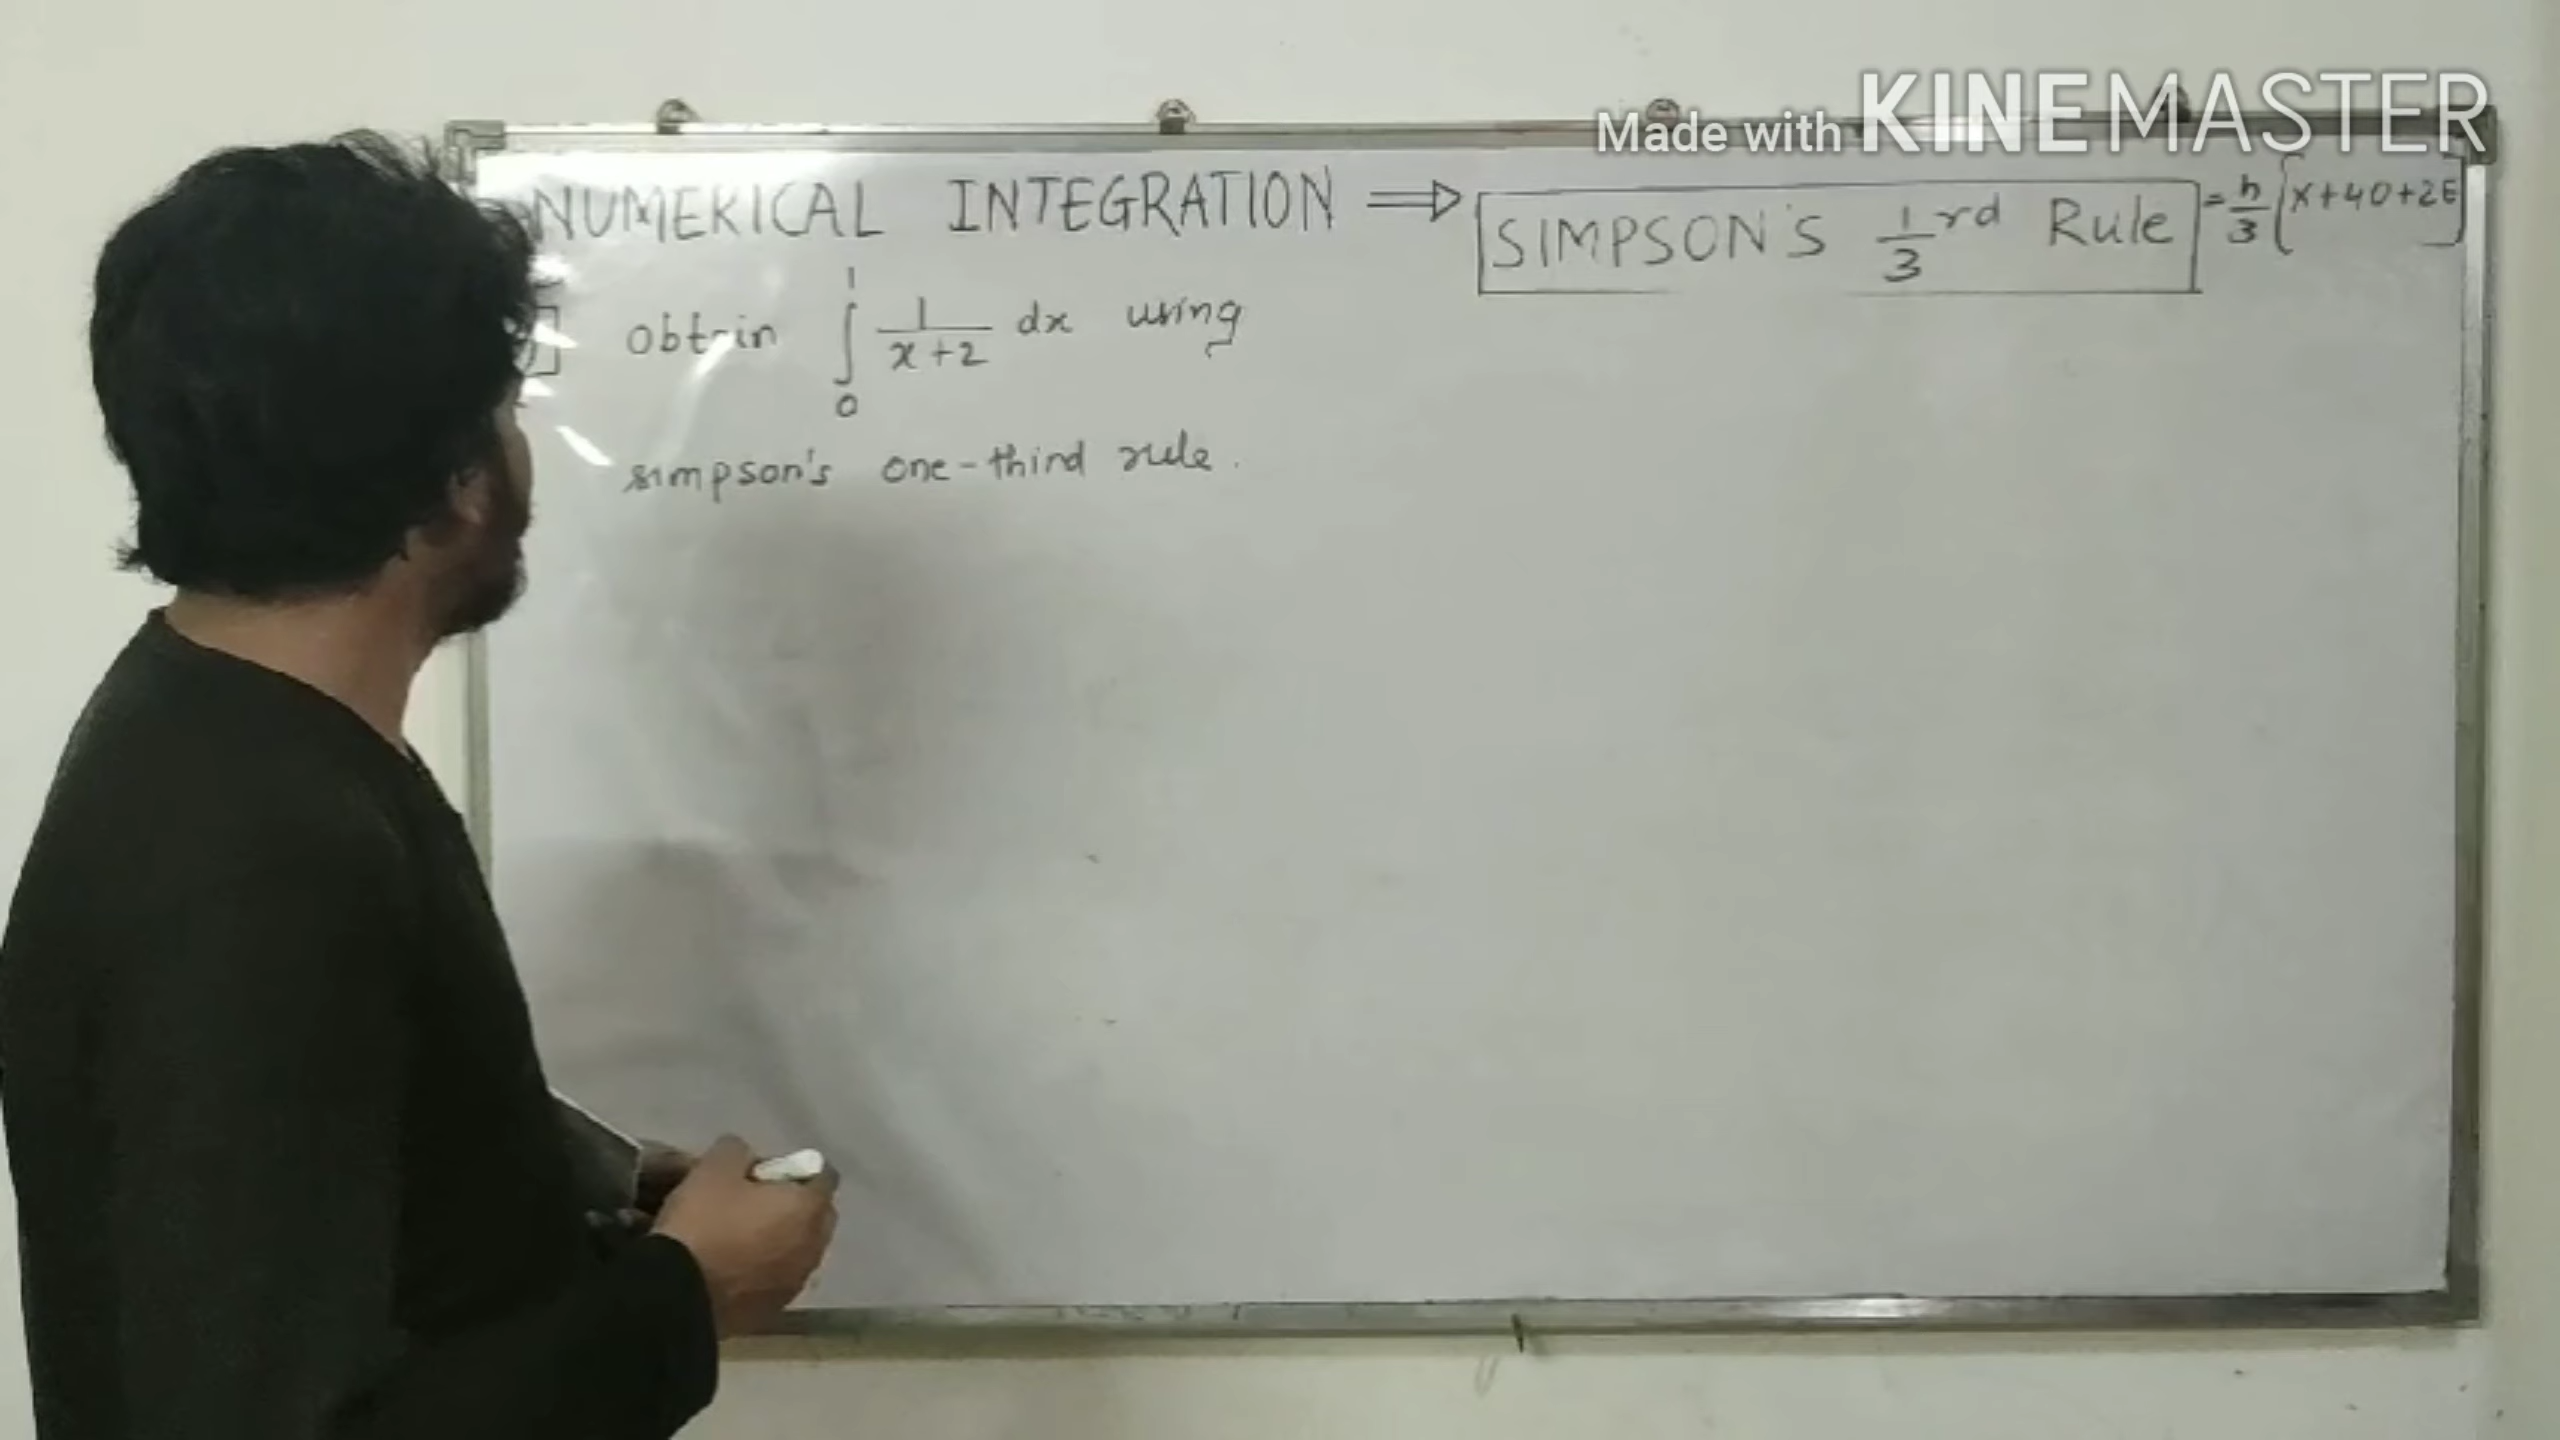 Made with KINEMASTER
NUMERICAL INTEGRATION ⇒ SIMPSON'S 1/3 rd Rule = h/3 [X+4O+2E]
obtain ∫₀¹ 1/(x+2) dx using
simpson's one-third rule.